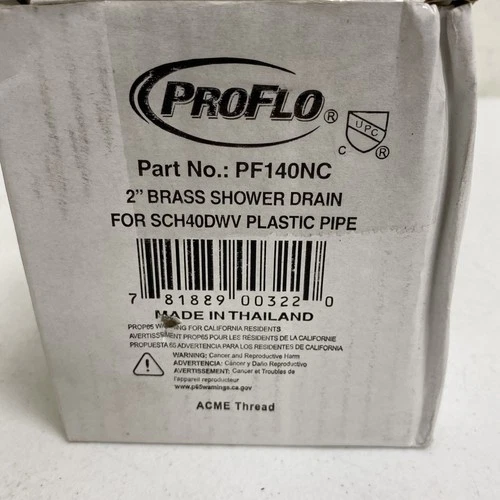 PROFLO®
UPC
C ®
Part No.: PF140NC
2" BRASS SHOWER DRAIN
FOR SCH40DWV PLASTIC PIPE
7 81889 00322 0
MADE IN THAILAND
PROP65 WARNING FOR CALIFORNIA RESIDENTS
AVERTISSEMENT PROP65 POUR LES RÉSIDENTS DE LA CALIFORNIE
PROPUESTA 65 ADVERTENCIA PARA LOS RESIDENTES DE CALIFORNIA
WARNING: Cancer and Reproductive Harm
ADVERTENCIA: Cáncer y Daño Reproductivo
AVERTISSEMENT: Cancer et Troubles de
l'appareil reproducteur
www.p65warnings.ca.gov
ACME Thread